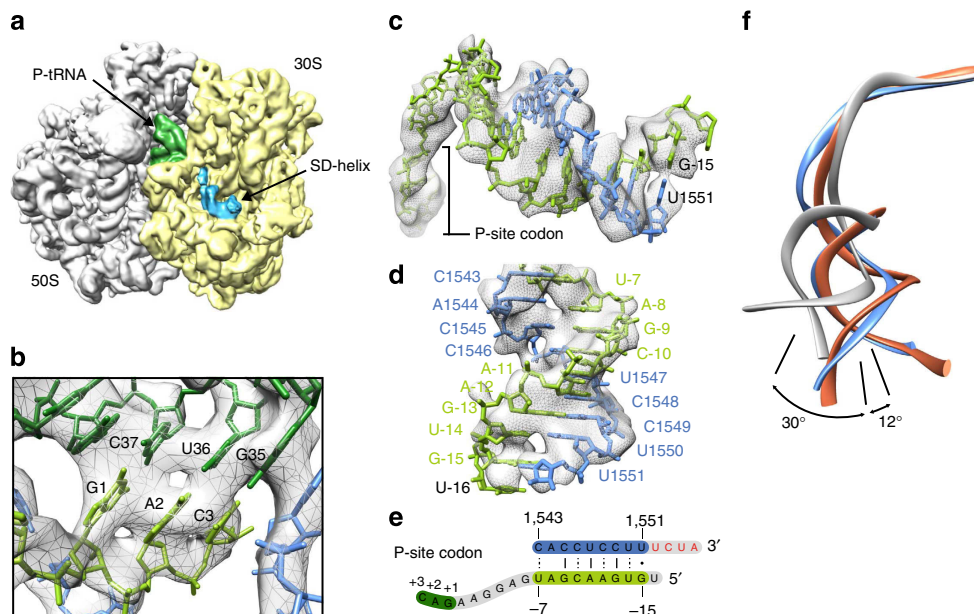 a
P-tRNA
30S
SD-helix
50S
b
C37
U36
G35
G1
A2
C3
c
G-15
U1551
P-site codon
d
C1543
U-7
A1544
A-8
C1545
G-9
C1546
C-10
A-11
U1547
A-12
C1548
G-13
C1549
U-14
U1550
G-15
U1551
U-16
e
1,543
1,551
CACCUCCUUUCUA 3′
P-site codon
+3 +2 +1
CAGAAGGAGUAGCAAGUGU 5′
–7
–15
f
30°
12°